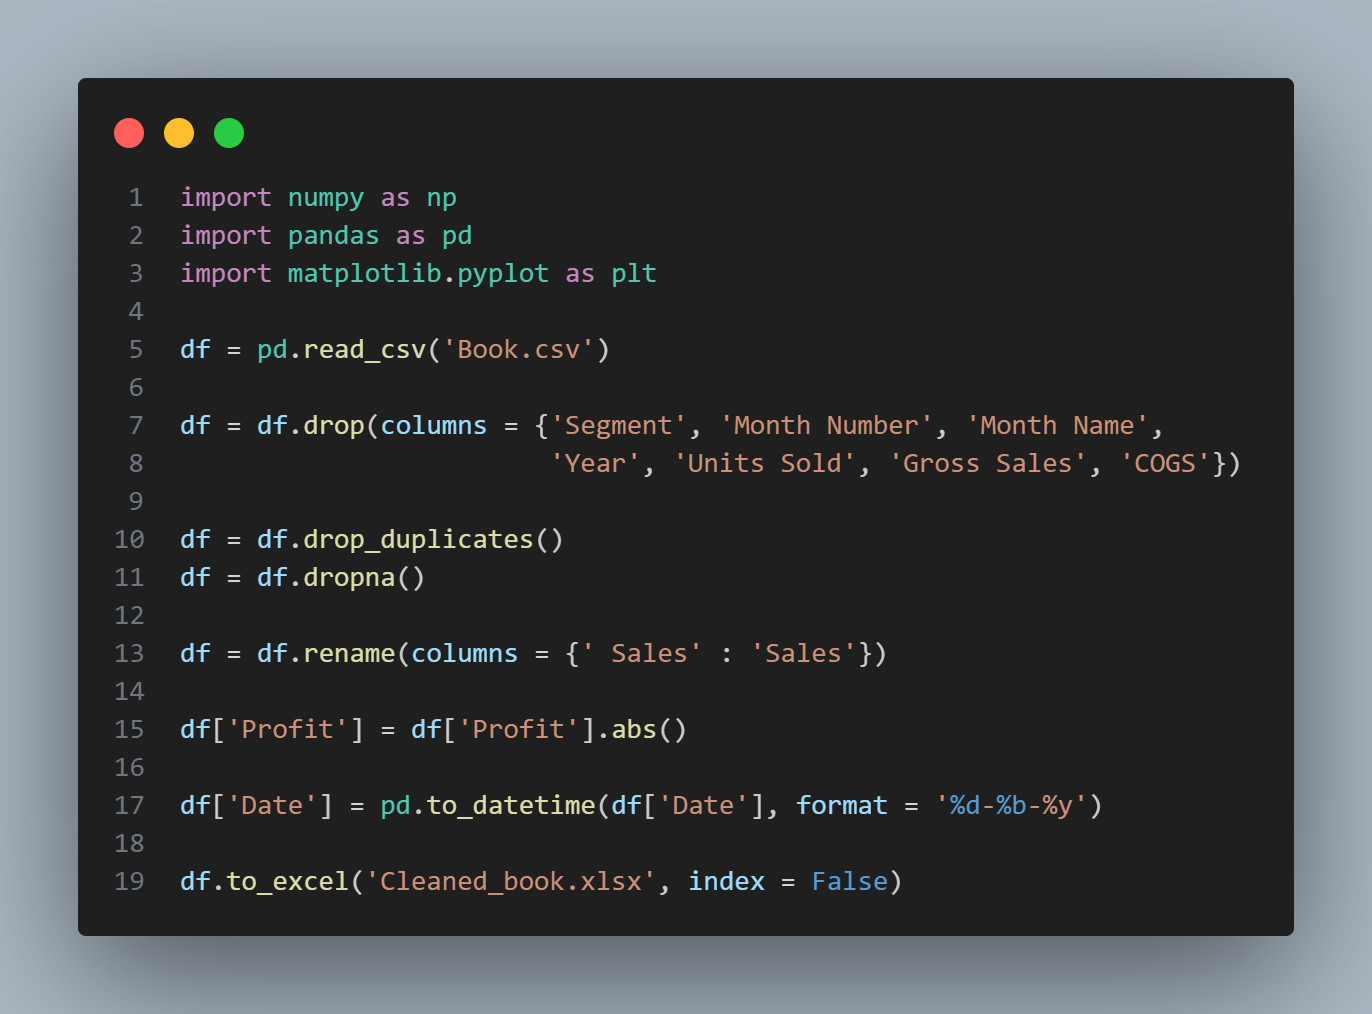 1 import numpy as np
2 import pandas as pd
3 import matplotlib.pyplot as plt
4
5 df = pd.read_csv('Book.csv')
6
7 df = df.drop(columns = {'Segment', 'Month Number', 'Month Name',
8                         'Year', 'Units Sold', 'Gross Sales', 'COGS'})
9
10 df = df.drop_duplicates()
11 df = df.dropna()
12
13 df = df.rename(columns = {' Sales' : 'Sales'})
14
15 df['Profit'] = df['Profit'].abs()
16
17 df['Date'] = pd.to_datetime(df['Date'], format = '%d-%b-%y')
18
19 df.to_excel('Cleaned_book.xlsx', index = False)